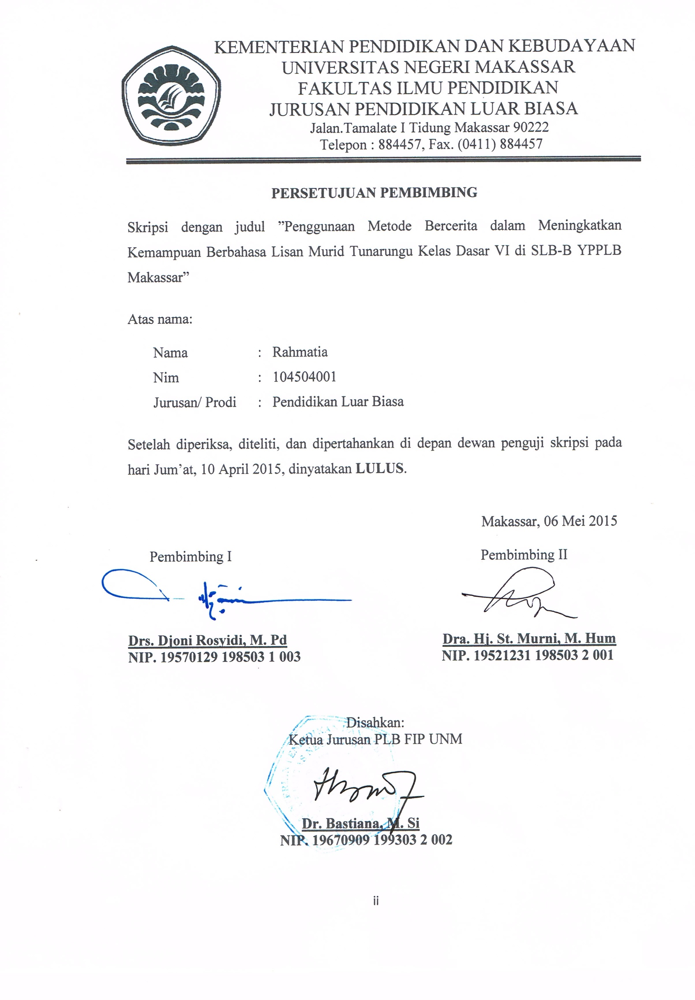 KEMENTERIAN PENDIDIKAN DAN KEBUDAYAAN
UNIVERSITAS NEGERI MAKASSAR
FAKULTAS ILMU PENDIDIKAN
JURUSAN PENDIDIKAN LUAR BIASA
Jalan.Tamalate I Tidung Makassar 90222
Telepon : 884457, Fax. (0411) 884457
PERSETUJUAN PEMBIMBING
Skripsi dengan judul ”Penggunaan Metode Bercerita dalam Meningkatkan
Kemampuan Berbahasa Lisan Murid Tunarungu Kelas Dasar VI di SLB-B YPPLB
Makassar”
Atas nama:
Nama : Rahmatia
Nim : 104504001
Jurusan/ Prodi : Pendidikan Luar Biasa
Setelah diperiksa, diteliti, dan dipertahankan di depan dewan penguji skripsi pada
hari Jum’at, 10 April 2015, dinyatakan LULUS.
Makassar, 06 Mei 2015
Pembimbing I Pembimbing II
Drs. Djoni Rosyidi, M. Pd Dra. Hj. St. Murni, M. Hum
NIP. 19570129 198503 1 003 NIP. 19521231 198503 2 001
Disahkan:
Ketua Jurusan PLB FIP UNM
Dr. Bastiana, M. Si
NIP. 19670909 199303 2 002
ii